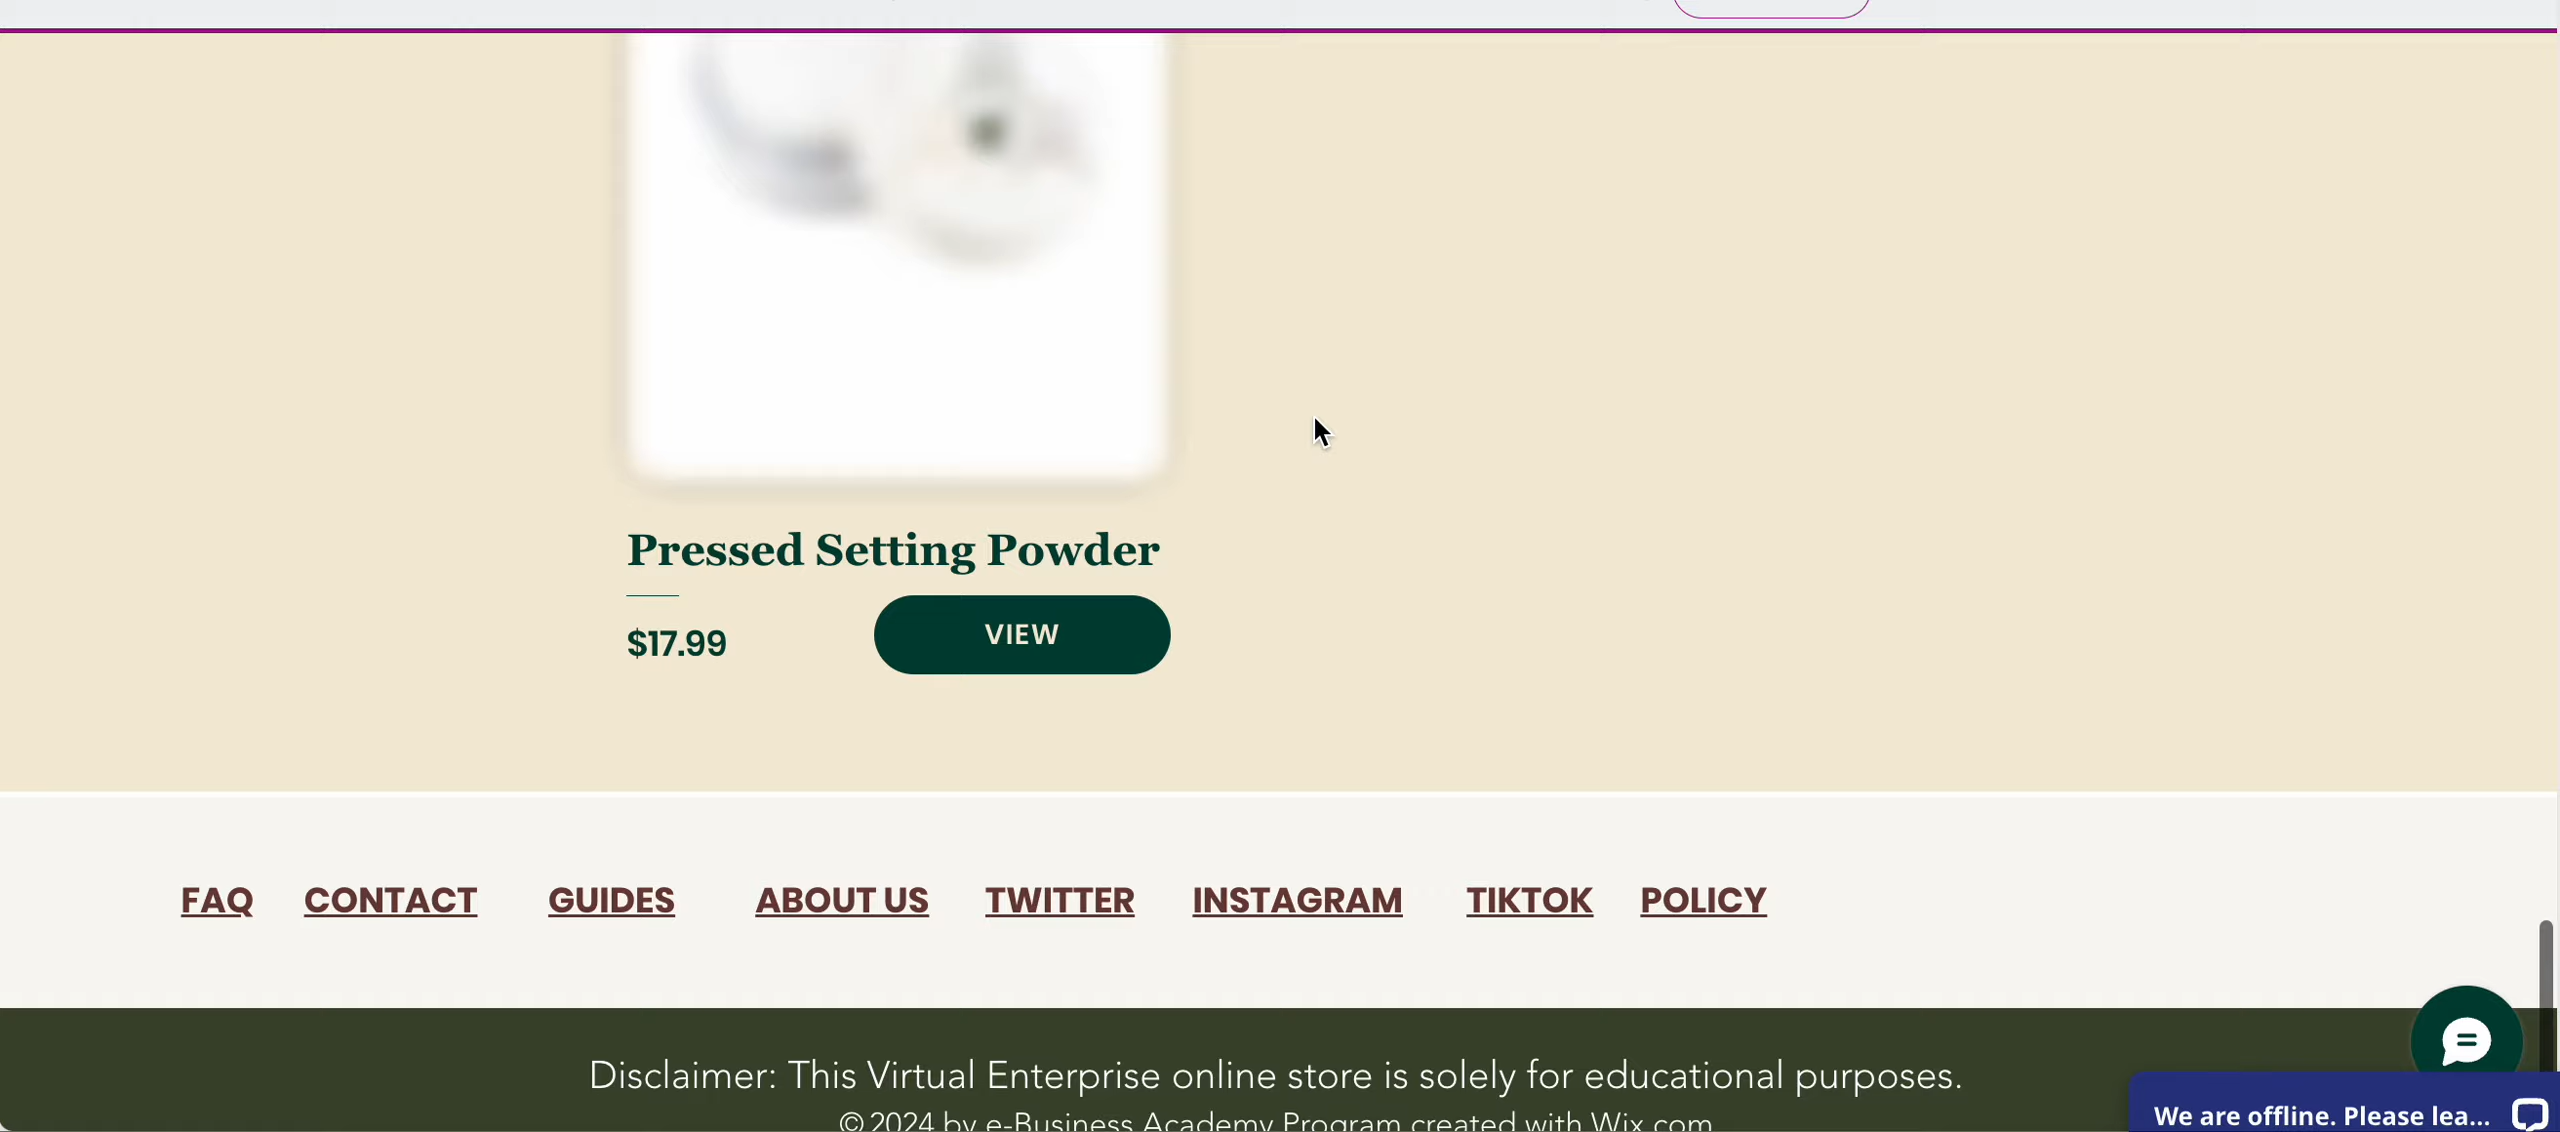 Pressed Setting Powder
$17.99
VIEW
FAQ CONTACT GUIDES ABOUT US TWITTER INSTAGRAM TIKTOK POLICY
Disclaimer: This Virtual Enterprise online store is solely for educational purposes.
© 2024 by e-Business Academy Program created with Wix.com
We are offline. Please lea...